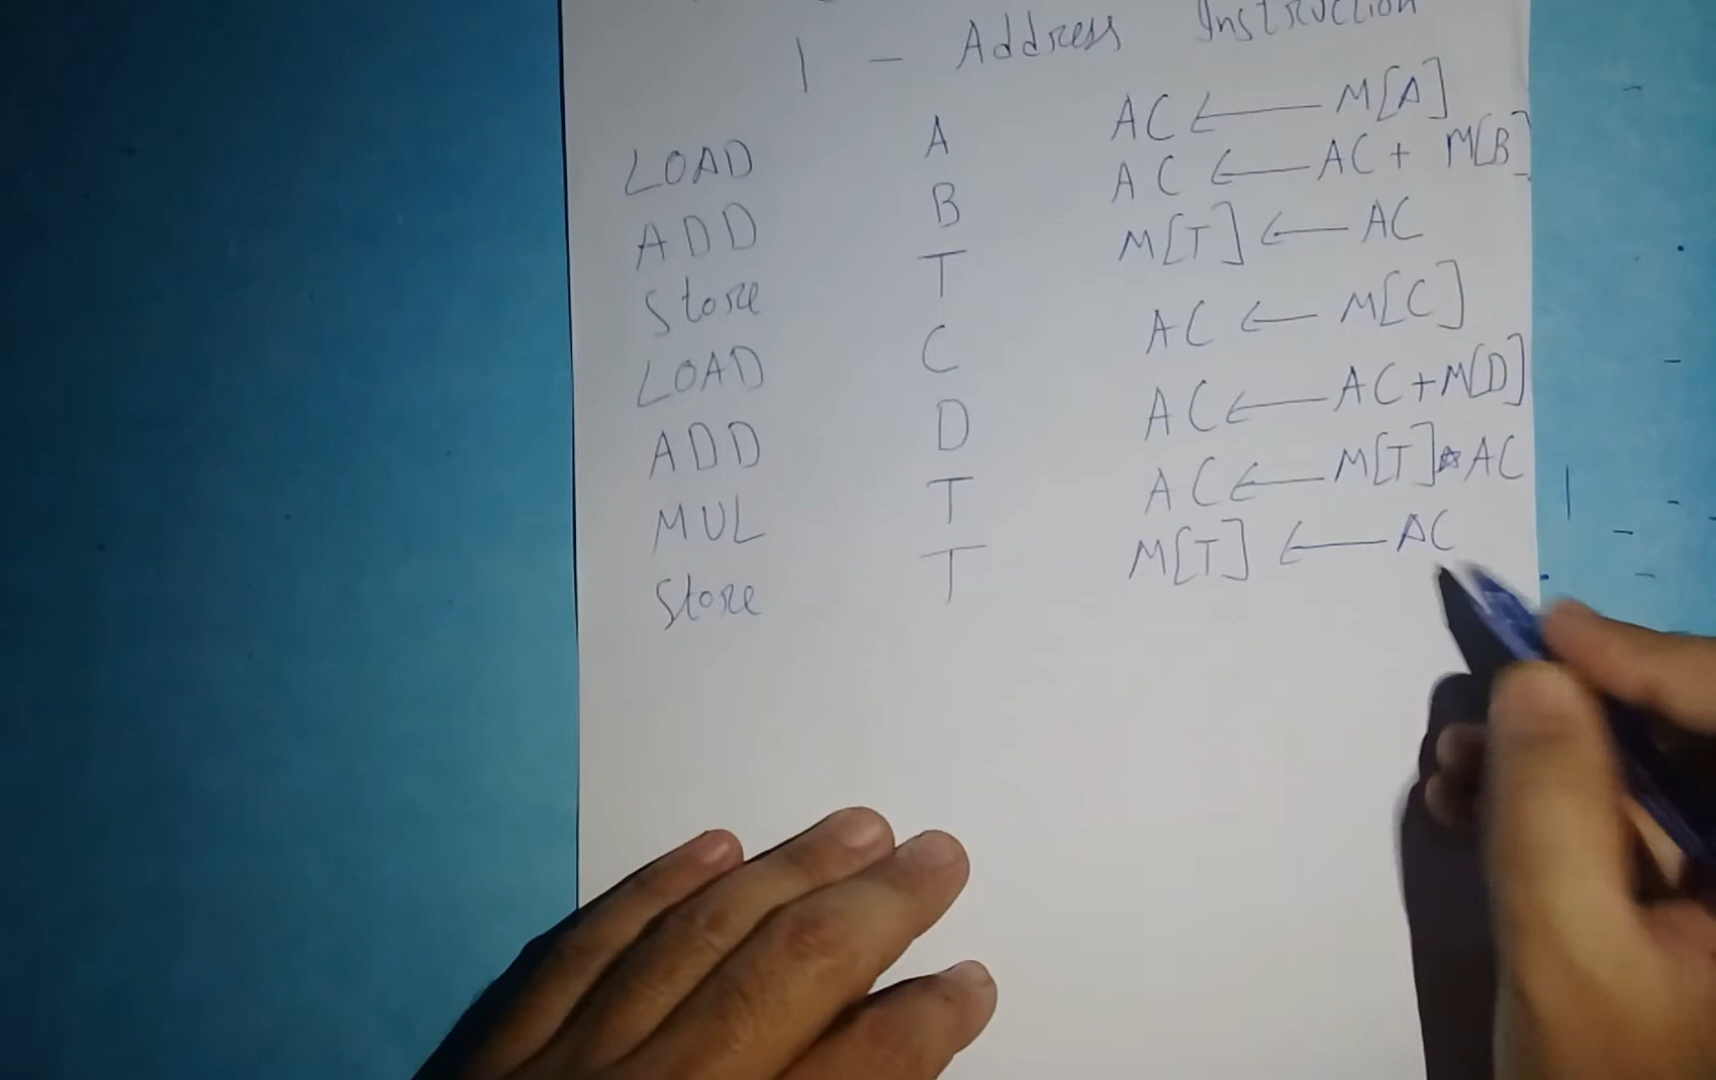 1 - Address Instruction
LOAD A AC ← M[A]
ADD B AC ← AC + M[B]
Store T M[T] ← AC
LOAD C AC ← M[C]
ADD D AC ← AC+M[D]
MUL T AC ← M[T]*AC
Store T M[T] ← AC